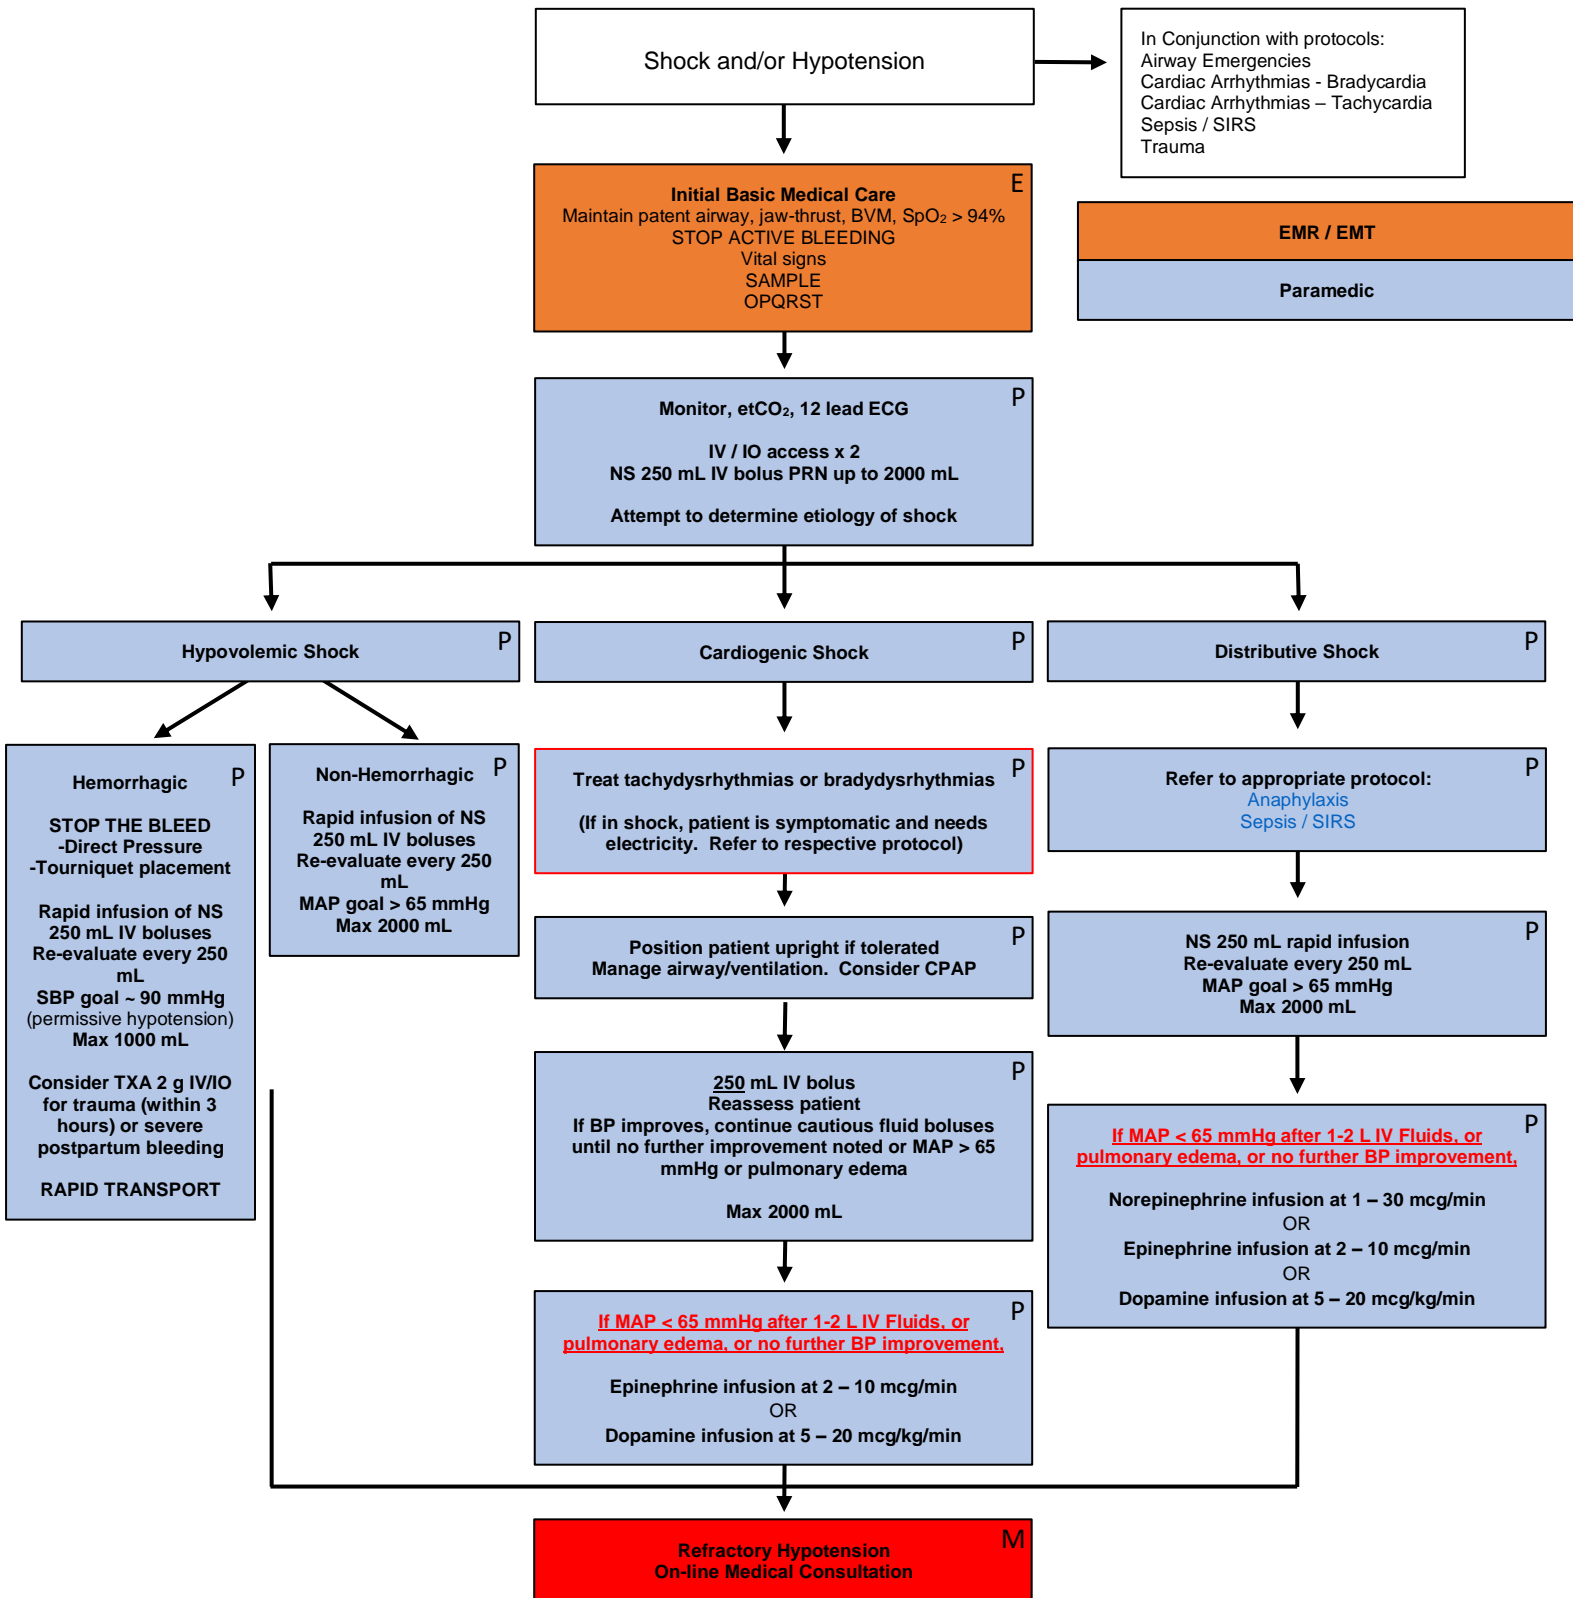 Shock and/or Hypotension
In Conjunction with protocols:
Airway Emergencies
Cardiac Arrhythmias - Bradycardia
Cardiac Arrhythmias – Tachycardia
Sepsis / SIRS
Trauma
E
Initial Basic Medical Care
Maintain patent airway, jaw-thrust, BVM, SpO₂ > 94%
STOP ACTIVE BLEEDING
Vital signs
SAMPLE
OPQRST
EMR / EMT
Paramedic
P
Monitor, etCO₂, 12 lead ECG
IV / IO access x 2
NS 250 mL IV bolus PRN up to 2000 mL
Attempt to determine etiology of shock
Hypovolemic Shock P
Cardiogenic Shock P
Distributive Shock P
P
Hemorrhagic
STOP THE BLEED
-Direct Pressure
-Tourniquet placement
Rapid infusion of NS
250 mL IV boluses
Re-evaluate every 250
mL
SBP goal ~ 90 mmHg
(permissive hypotension)
Max 1000 mL
Consider TXA 2 g IV/IO
for trauma (within 3
hours) or severe
postpartum bleeding
RAPID TRANSPORT
P
Non-Hemorrhagic
Rapid infusion of NS
250 mL IV boluses
Re-evaluate every 250
mL
MAP goal > 65 mmHg
Max 2000 mL
P
Treat tachydysrhythmias or bradydysrhythmias
(If in shock, patient is symptomatic and needs
electricity. Refer to respective protocol)
P
Position patient upright if tolerated
Manage airway/ventilation. Consider CPAP
P
250 mL IV bolus
Reassess patient
If BP improves, continue cautious fluid boluses
until no further improvement noted or MAP > 65
mmHg or pulmonary edema
Max 2000 mL
P
If MAP < 65 mmHg after 1-2 L IV Fluids, or
pulmonary edema, or no further BP improvement,
Epinephrine infusion at 2 – 10 mcg/min
OR
Dopamine infusion at 5 – 20 mcg/kg/min
P
Refer to appropriate protocol:
Anaphylaxis
Sepsis / SIRS
P
NS 250 mL rapid infusion
Re-evaluate every 250 mL
MAP goal > 65 mmHg
Max 2000 mL
P
If MAP < 65 mmHg after 1-2 L IV Fluids, or
pulmonary edema, or no further BP improvement,
Norepinephrine infusion at 1 – 30 mcg/min
OR
Epinephrine infusion at 2 – 10 mcg/min
OR
Dopamine infusion at 5 – 20 mcg/kg/min
M
Refractory Hypotension
On-line Medical Consultation